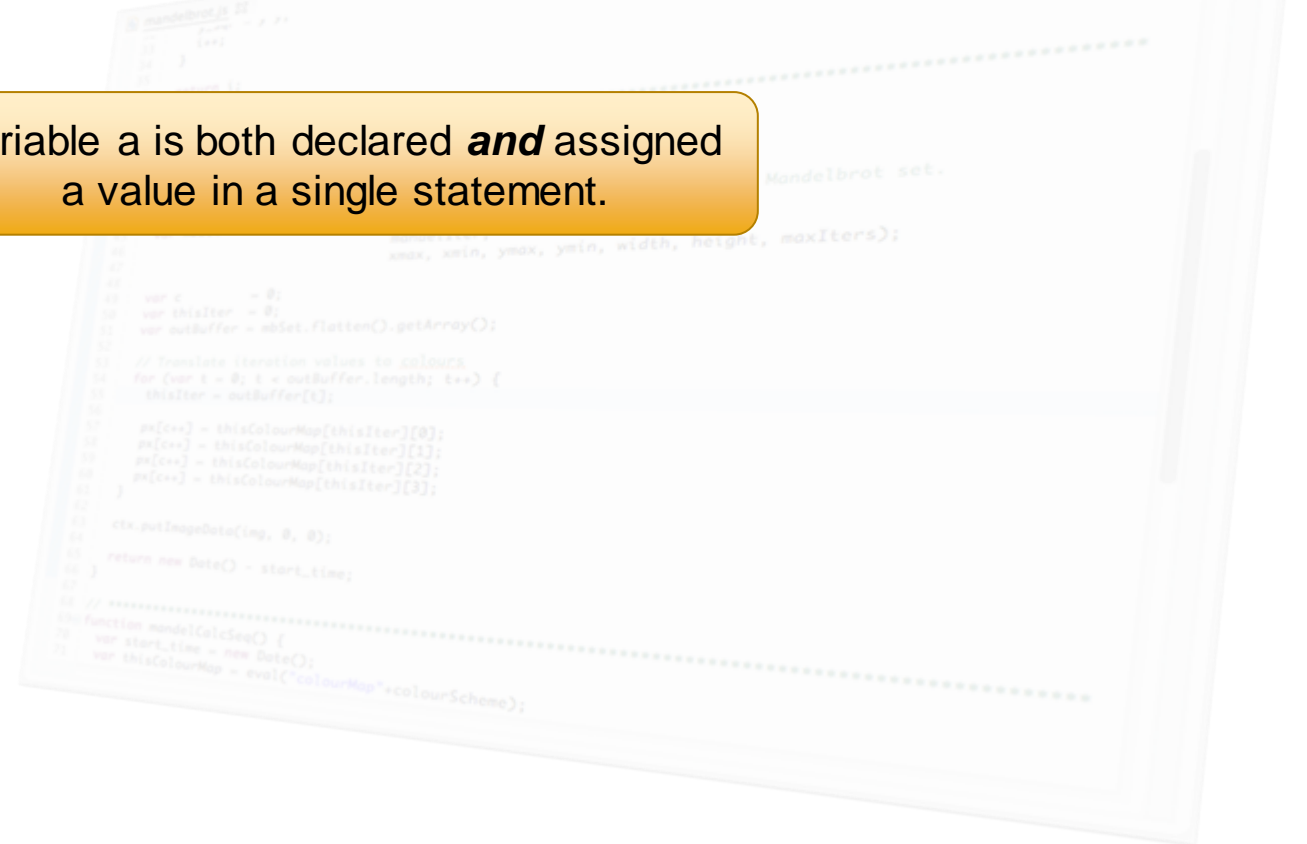 mandelbrot.js
i++;
}
return i;
riable a is both declared and assigned
a value in a single statement.
Mandelbrot set.
xmax, xmin, ymax, ymin, width, height, maxIters);
var c = 0;
var thisIter = 0;
var outBuffer = mbSet.flatten().getArray();
// Translate iteration values to colours
for (var t = 0; t < outBuffer.length; t++) {
thisIter = outBuffer[t];
px[c++] = thisColourMap[thisIter][0];
px[c++] = thisColourMap[thisIter][1];
px[c++] = thisColourMap[thisIter][2];
px[c++] = thisColourMap[thisIter][3];
}
ctx.putImageData(img, 0, 0);
return new Date() - start_time;
}
function mandelCalcSeq() {
var start_time = new Date();
var thisColourMap = eval("colourMap"+colourScheme);